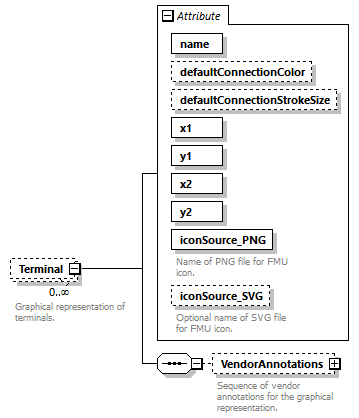 Attribute
name
defaultConnectionColor
defaultConnectionStrokeSize
x1
y1
x2
y2
iconSource_PNG
Name of PNG file for FMU
icon.
iconSource_SVG
Optional name of SVG file
for FMU icon.
Terminal
0..∞
Graphical representation of
terminals.
VendorAnnotations
Sequence of vendor
annotations for the graphical
representation.